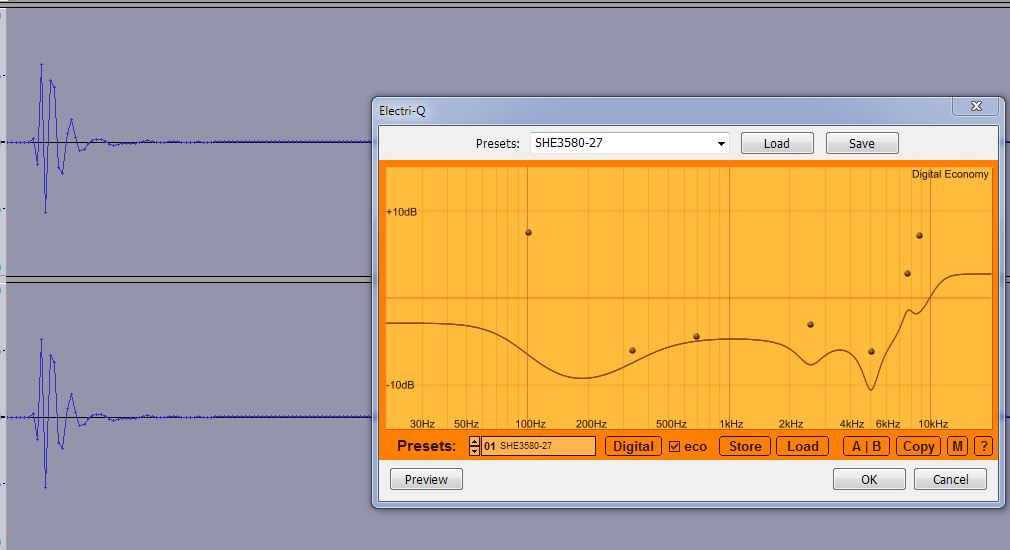 Electri-Q
Presets: SHE3580-27 Load Save
Digital Economy
+10dB
-10dB
30Hz 50Hz 100Hz 200Hz 500Hz 1kHz 2kHz 4kHz 6kHz 10kHz
Presets: 01 SHE3580-27 Digital eco Store Load A | B Copy M ?
Preview OK Cancel